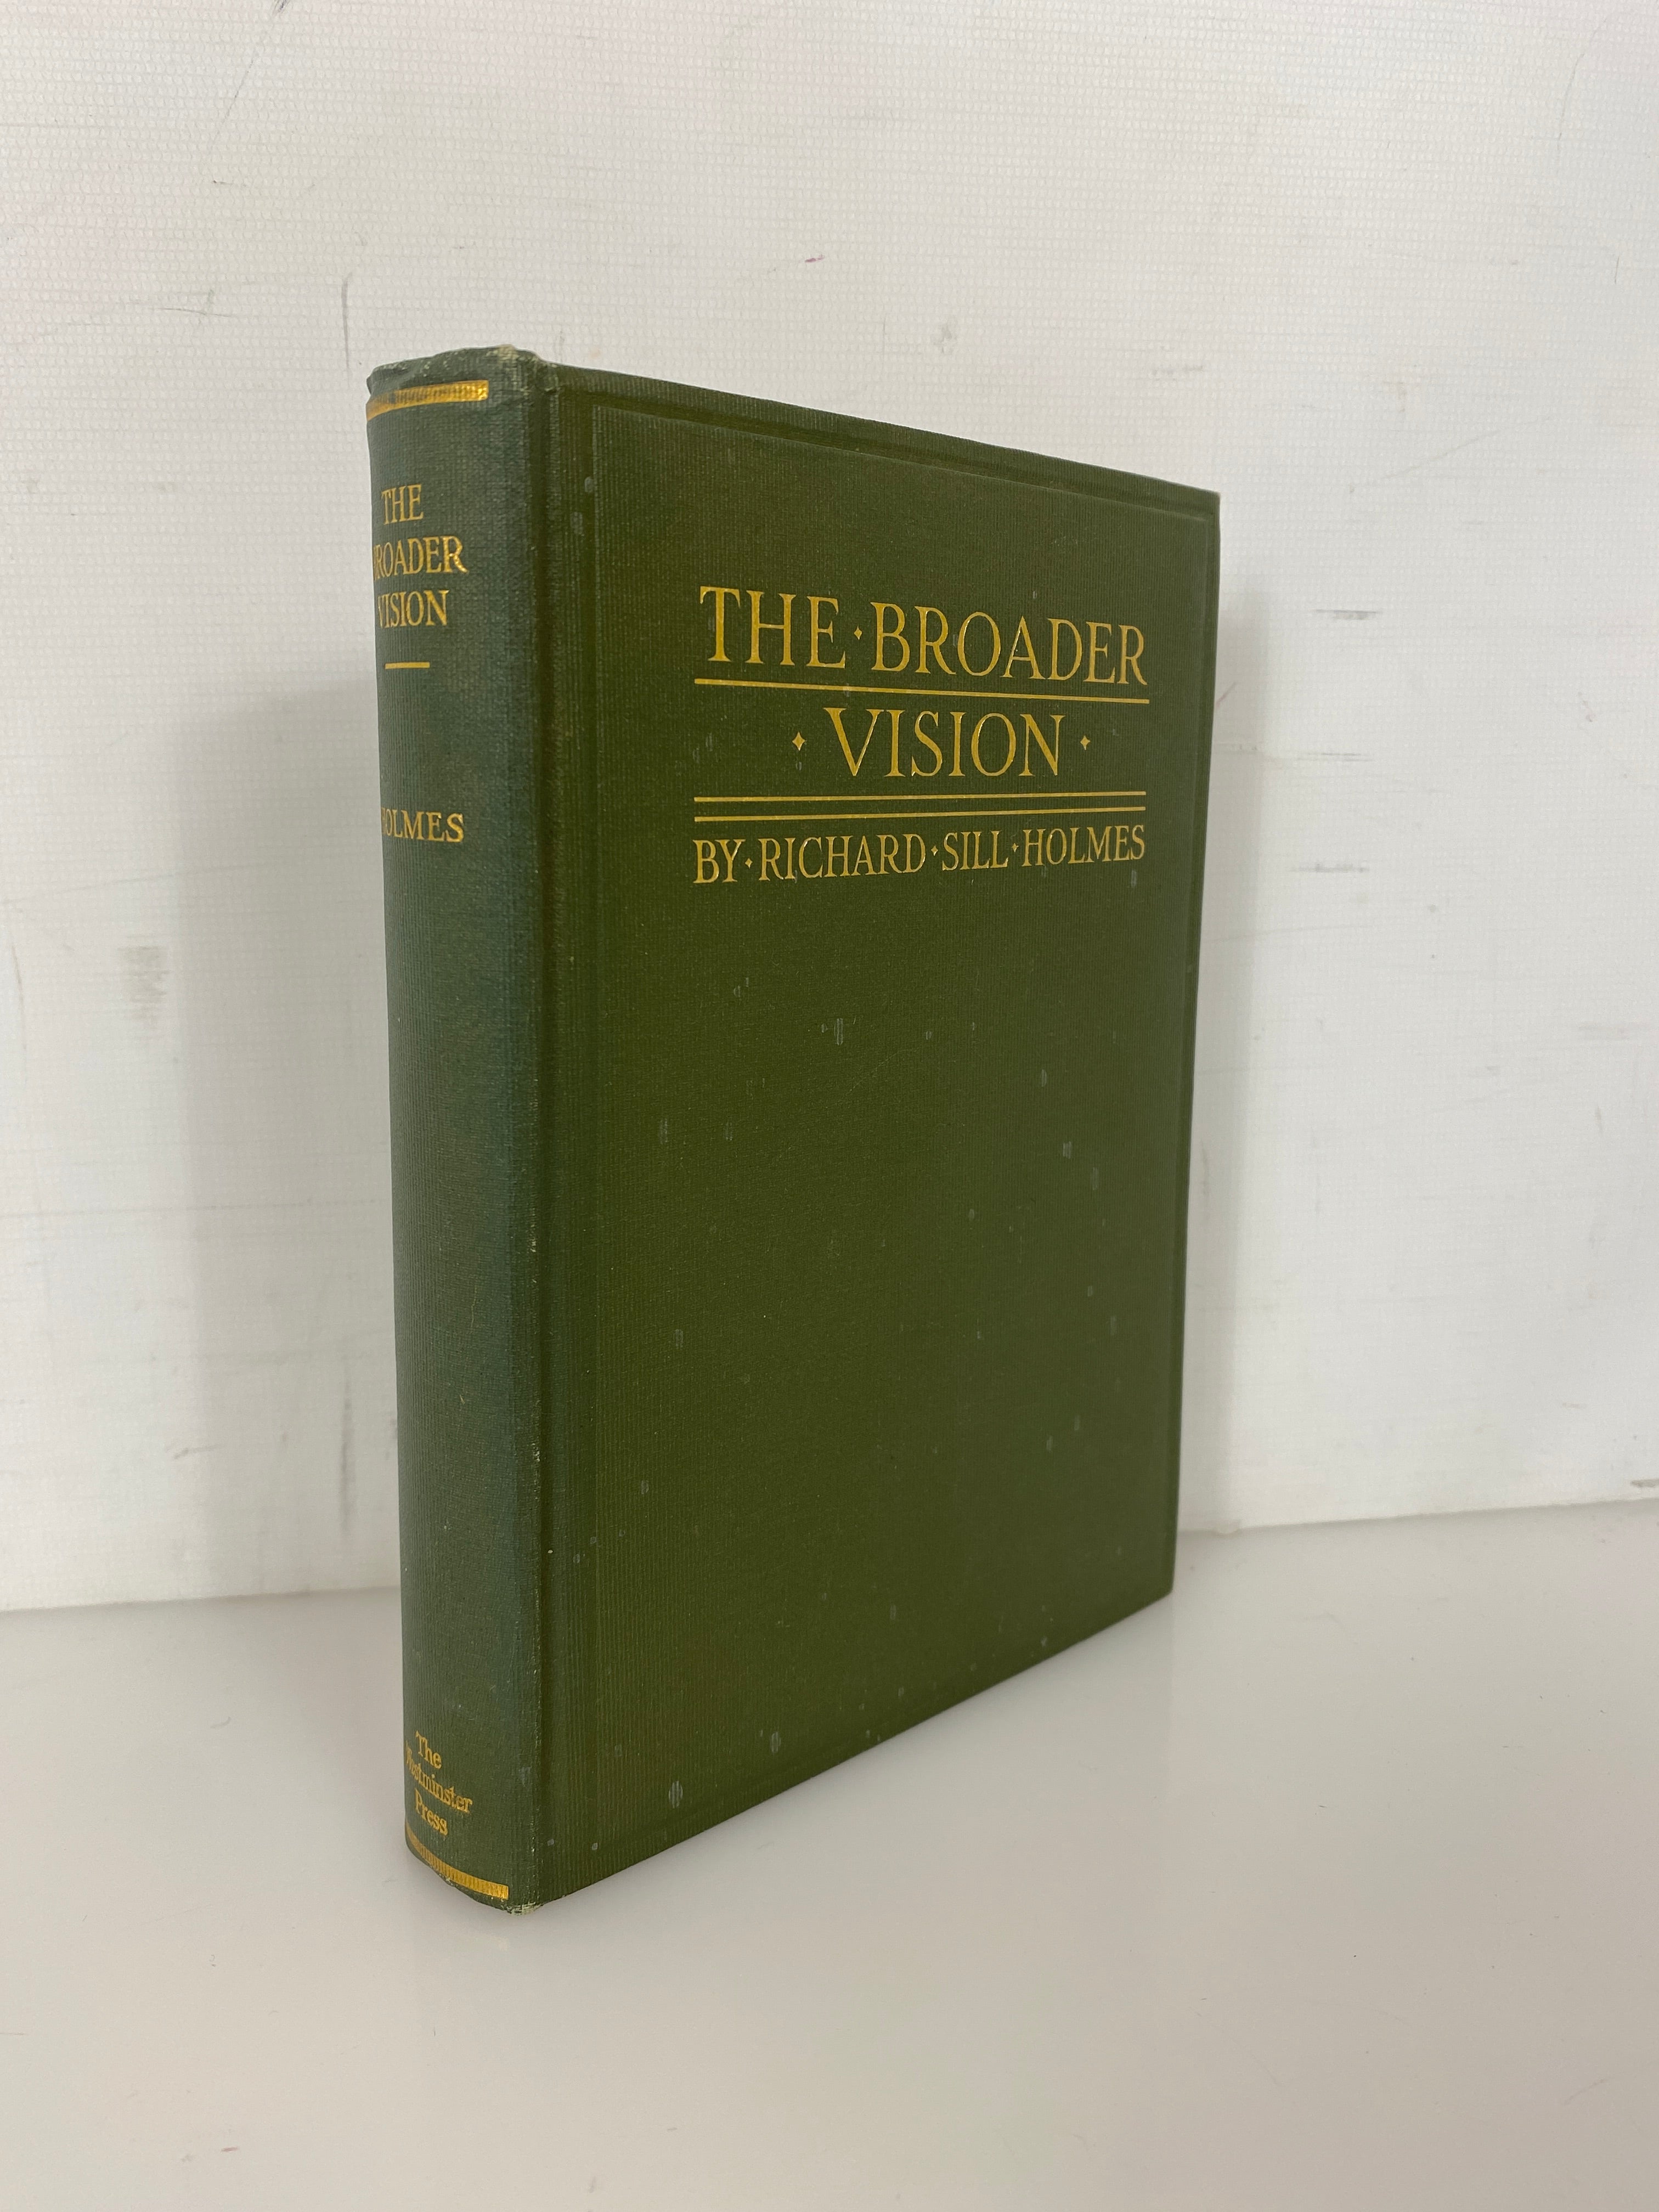 THE
BROADER
VISION
HOLMES
The
Westminster
Press
THE·BROADER
·VISION·
BY·RICHARD·SILL·HOLMES